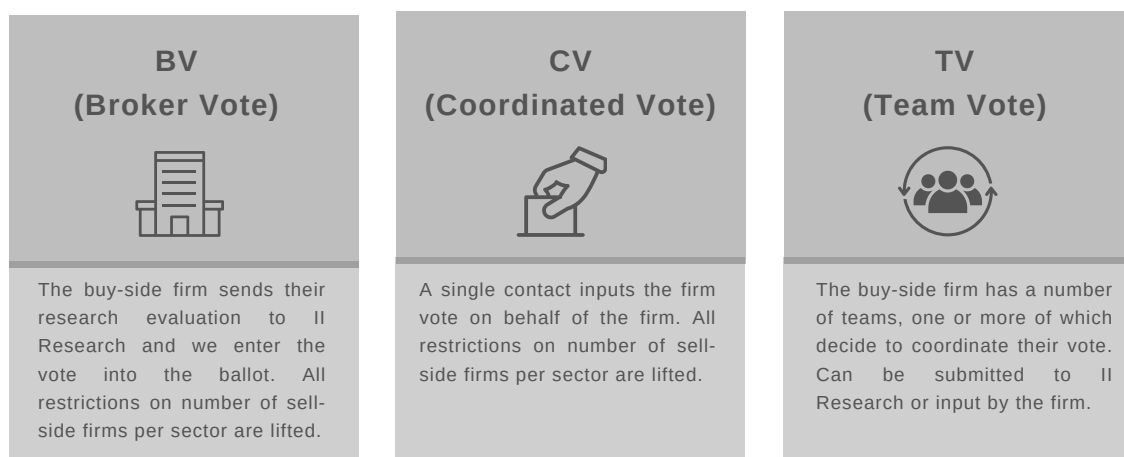 BV
(Broker Vote)
The buy-side firm sends their
research evaluation to II
Research and we enter the
vote into the ballot. All
restrictions on number of sell-
side firms per sector are lifted.
CV
(Coordinated Vote)
A single contact inputs the firm
vote on behalf of the firm. All
restrictions on number of sell-
side firms per sector are lifted.
TV
(Team Vote)
The buy-side firm has a number
of teams, one or more of which
decide to coordinate their vote.
Can be submitted to II
Research or input by the firm.